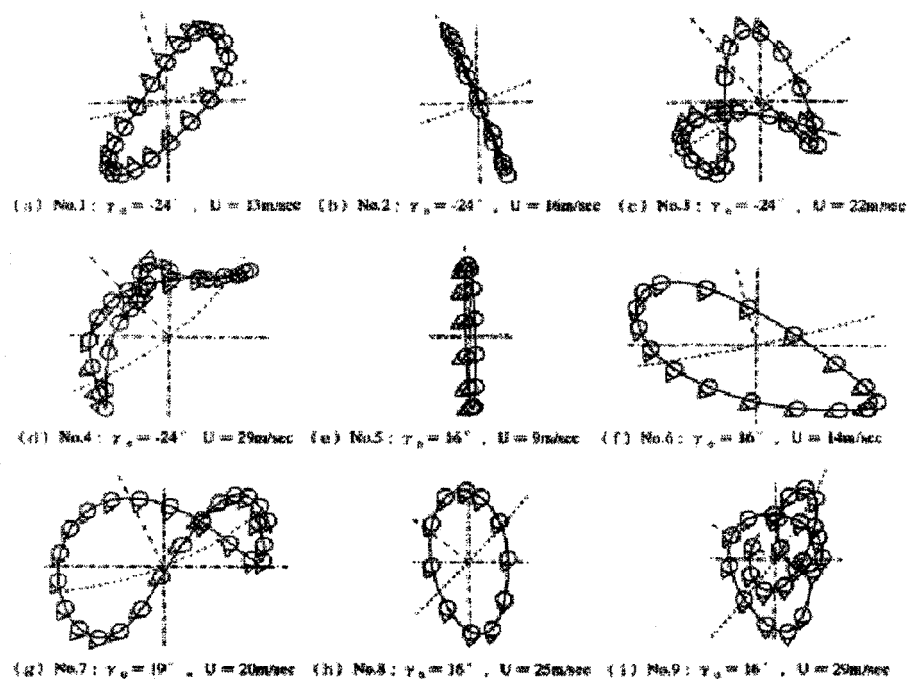 (a) No.1 : γ₀ = -24° , U = 13m/sec (b) No.2 : γ₀ = -24° , U = 16m/sec (c) No.3 : γ₀ = -24° , U = 22m/sec
(d) No.4 : γ₀ = -24° U = 29m/sec (e) No.5 : γ₀ = 16° , U = 9m/sec (f) No.6 : γ₀ = 16° , U = 14m/sec
(g) No.7 : γ₀ = 19° , U = 20m/sec (h) No.8 : γ₀ = 16° , U = 25m/sec (i) No.9 : γ₀ = 16° , U = 29m/sec